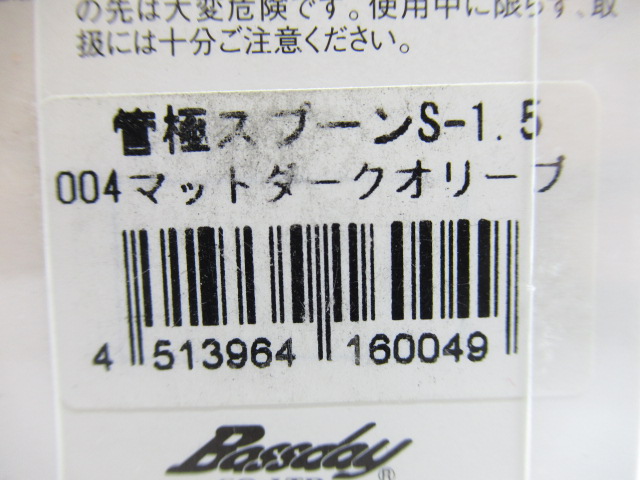 の先は大変危険です。使用中に限らず、取
扱には十分ご注意ください。
管極スプーンS-1.5
004マットダークオリーブ
4 513964 160049
Bassday®